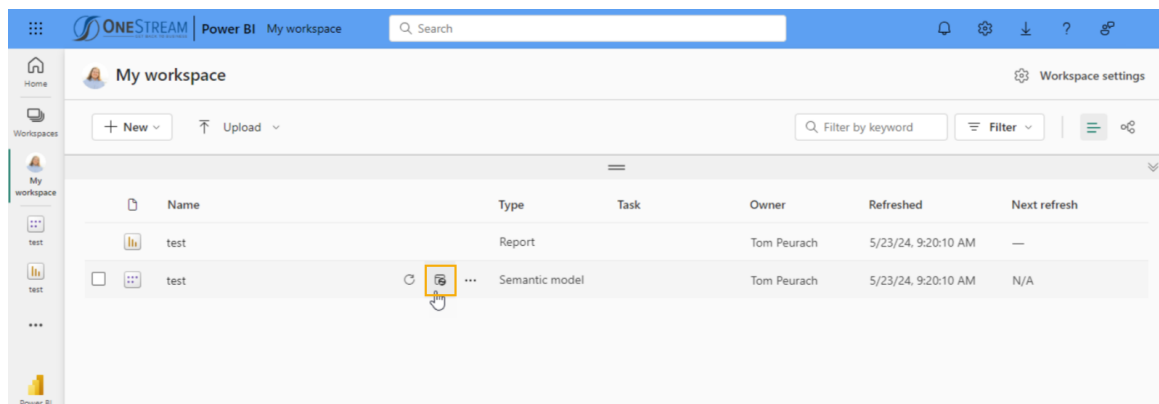 ONESTREAM Power BI My workspace Search
Home
My workspace Workspace settings
Workspaces
+ New Upload Filter by keyword Filter
My
workspace
Name Type Task Owner Refreshed Next refresh
test
test Report Tom Peurach 5/23/24, 9:20:10 AM —
test
test Semantic model Tom Peurach 5/23/24, 9:20:10 AM N/A
Power BI